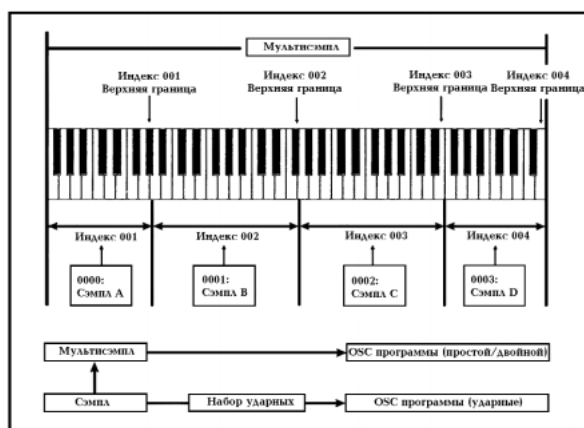 Мультисэмпл
Индекс 001
Верхняя граница
Индекс 002
Верхняя граница
Индекс 003
Верхняя граница
Индекс 004
Верхняя граница
Индекс 001
Индекс 002
Индекс 003
Индекс 004
0000:
Сэмпл A
0001:
Сэмпл B
0002:
Сэмпл C
0003:
Сэмпл D
Мультисэмпл
OSC программы (простой/двойной)
Сэмпл
Набор ударных
OSC программы (ударные)